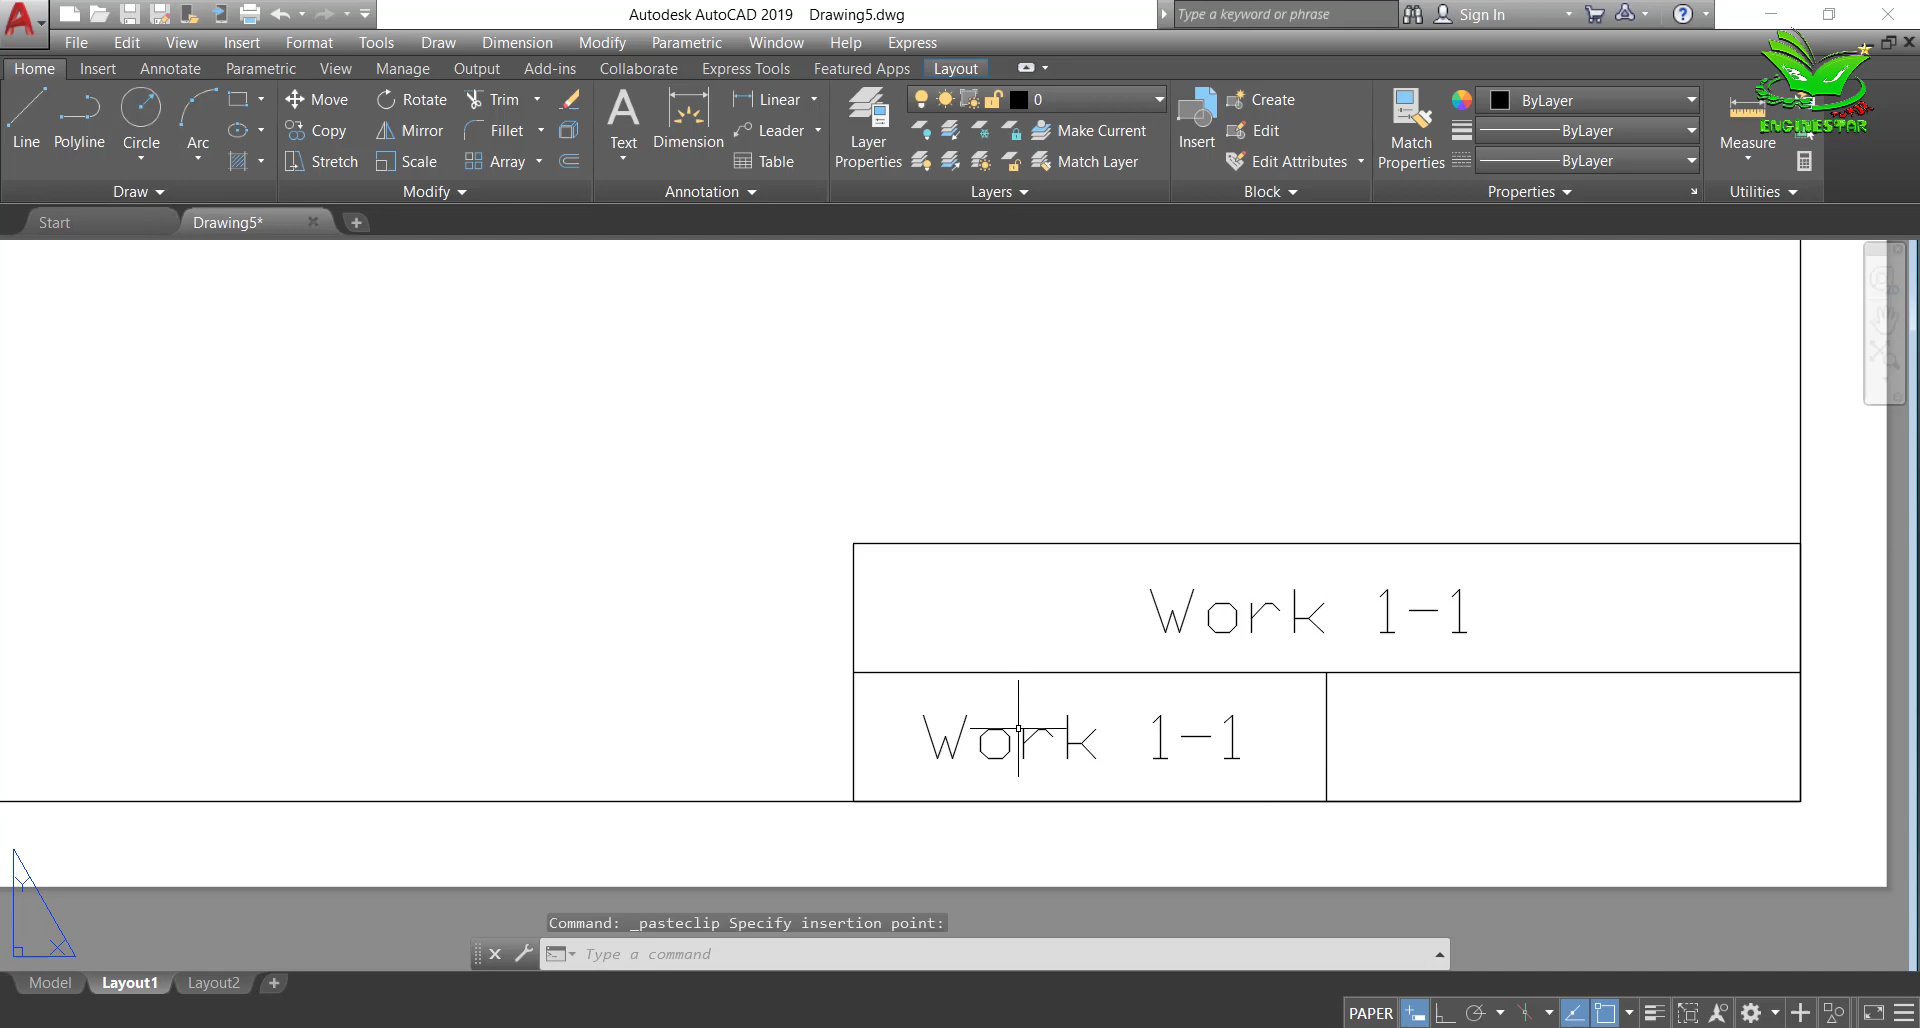 Autodesk AutoCAD 2019 Drawing5.dwg
Type a keyword or phrase
Sign In
File Edit View Insert Format Tools Draw Dimension Modify Parametric Window Help Express
Home Insert Annotate Parametric View Manage Output Add-ins Collaborate Express Tools Featured Apps Layout
Line Polyline Circle Arc
Move Rotate Trim
Copy Mirror Fillet
Stretch Scale Array
Text Dimension
Linear
Leader
Table
Layer Properties
0
Make Current
Match Layer
Insert
Create
Edit
Edit Attributes
Match Properties
ByLayer
ByLayer
ByLayer
Measure
ENGINESTAR
Draw Modify Annotation Layers Block Properties Utilities
Start Drawing5*
Work 1-1
Work 1-1
Y
X
Command: _pasteclip Specify insertion point:
Type a command
Model Layout1 Layout2
PAPER